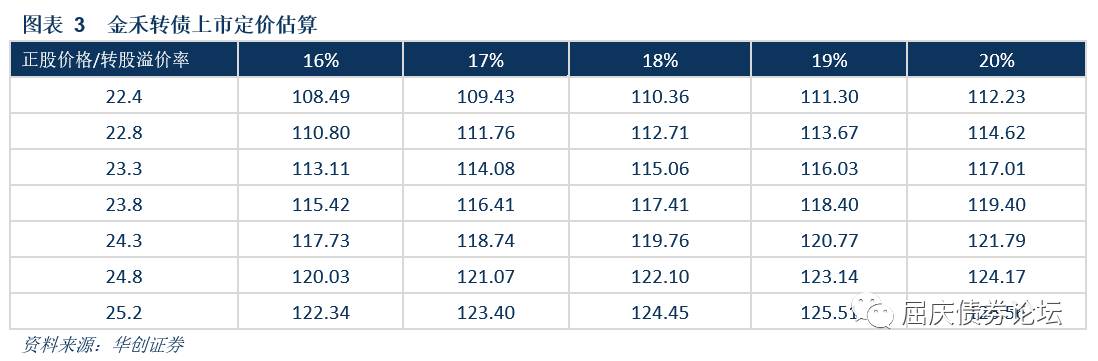 图表 3 金禾转债上市定价估算
正股价格/转股溢价率 16% 17% 18% 19% 20%
22.4 108.49 109.43 110.36 111.30 112.23
22.8 110.80 111.76 112.71 113.67 114.62
23.3 113.11 114.08 115.06 116.03 117.01
23.8 115.42 116.41 117.41 118.40 119.40
24.3 117.73 118.74 119.76 120.77 121.79
24.8 120.03 121.07 122.10 123.14 124.17
25.2 122.34 123.40 124.45 125.51
屈庆债券论坛
资料来源：华创证券